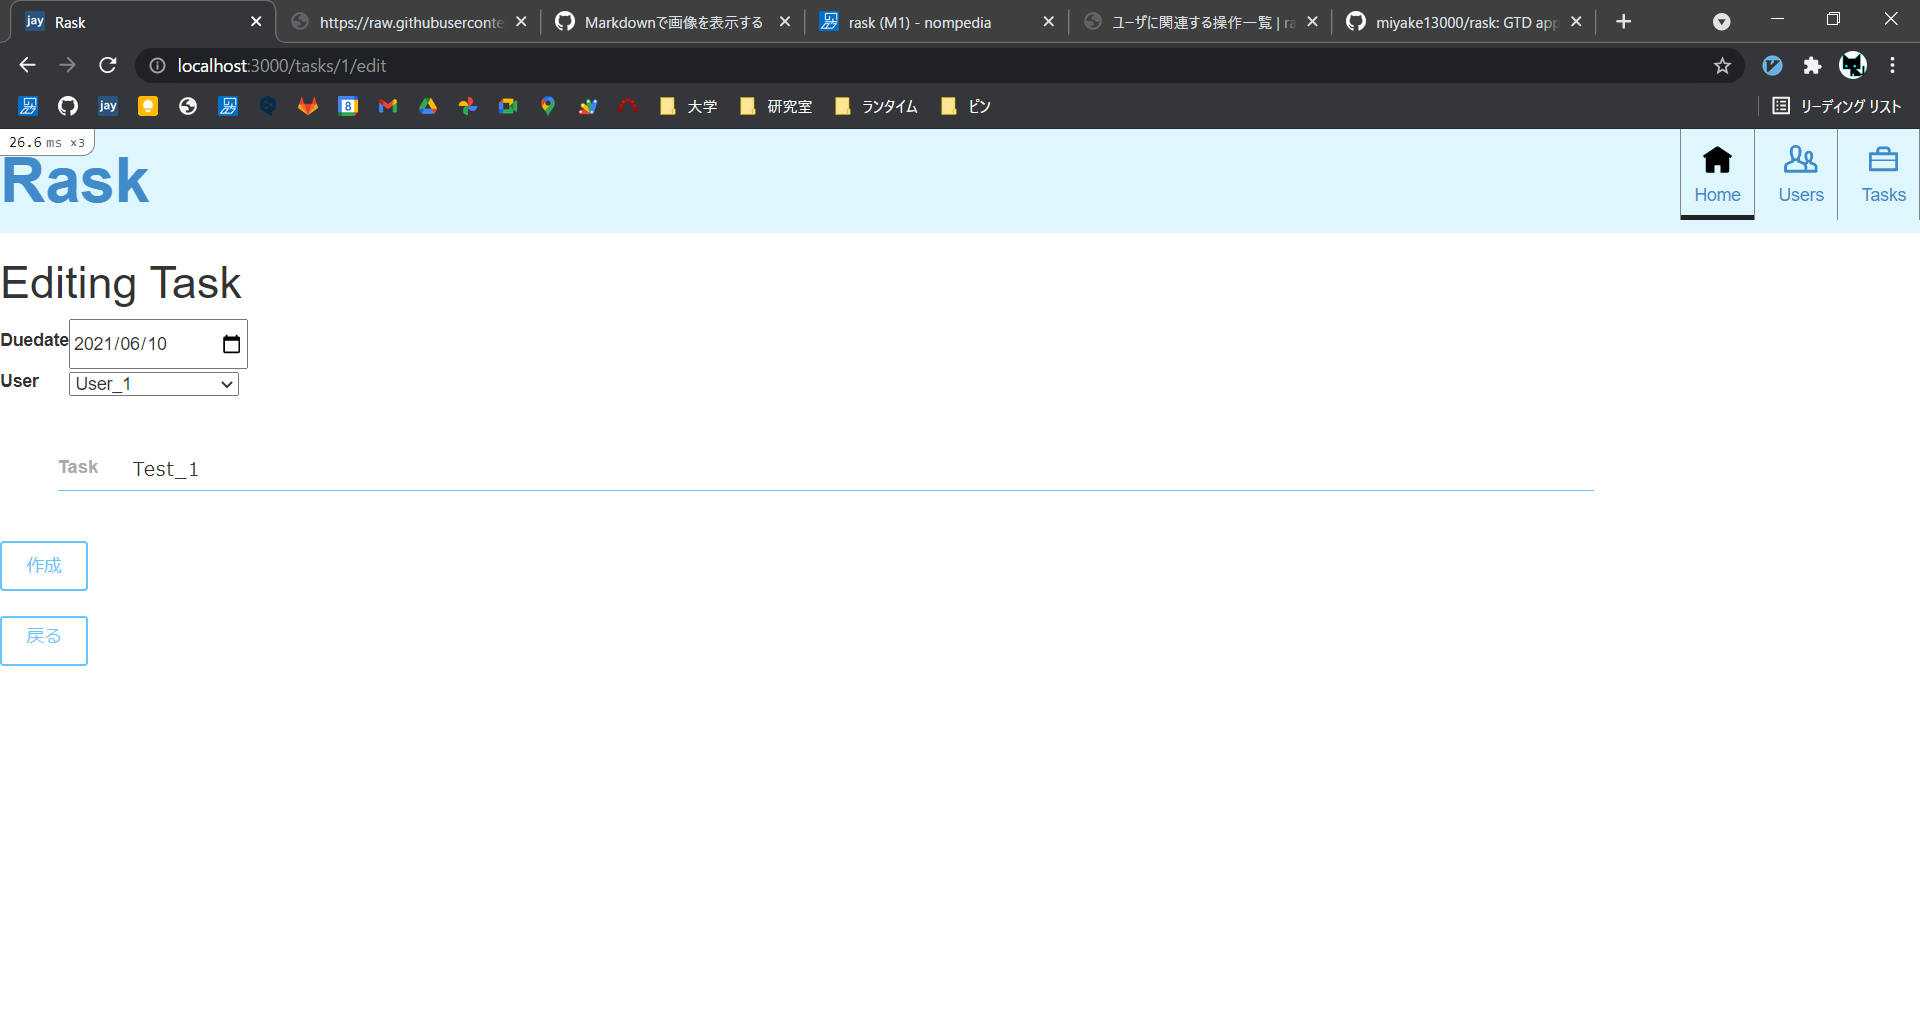 jay Rask
https://raw.githubuserconte
Markdownで画像を表示する
rask (M1) - nompedia
ユーザに関連する操作一覧 | ra
miyake13000/rask: GTD app
localhost:3000/tasks/1/edit
jay
8
大学
研究室
ランタイム
ピン
リーディング リスト
26.6 ms ×3
Rask
Home
Users
Tasks
Editing Task
Duedate 2021/06/10
User User_1
Task Test_1
作成
戻る